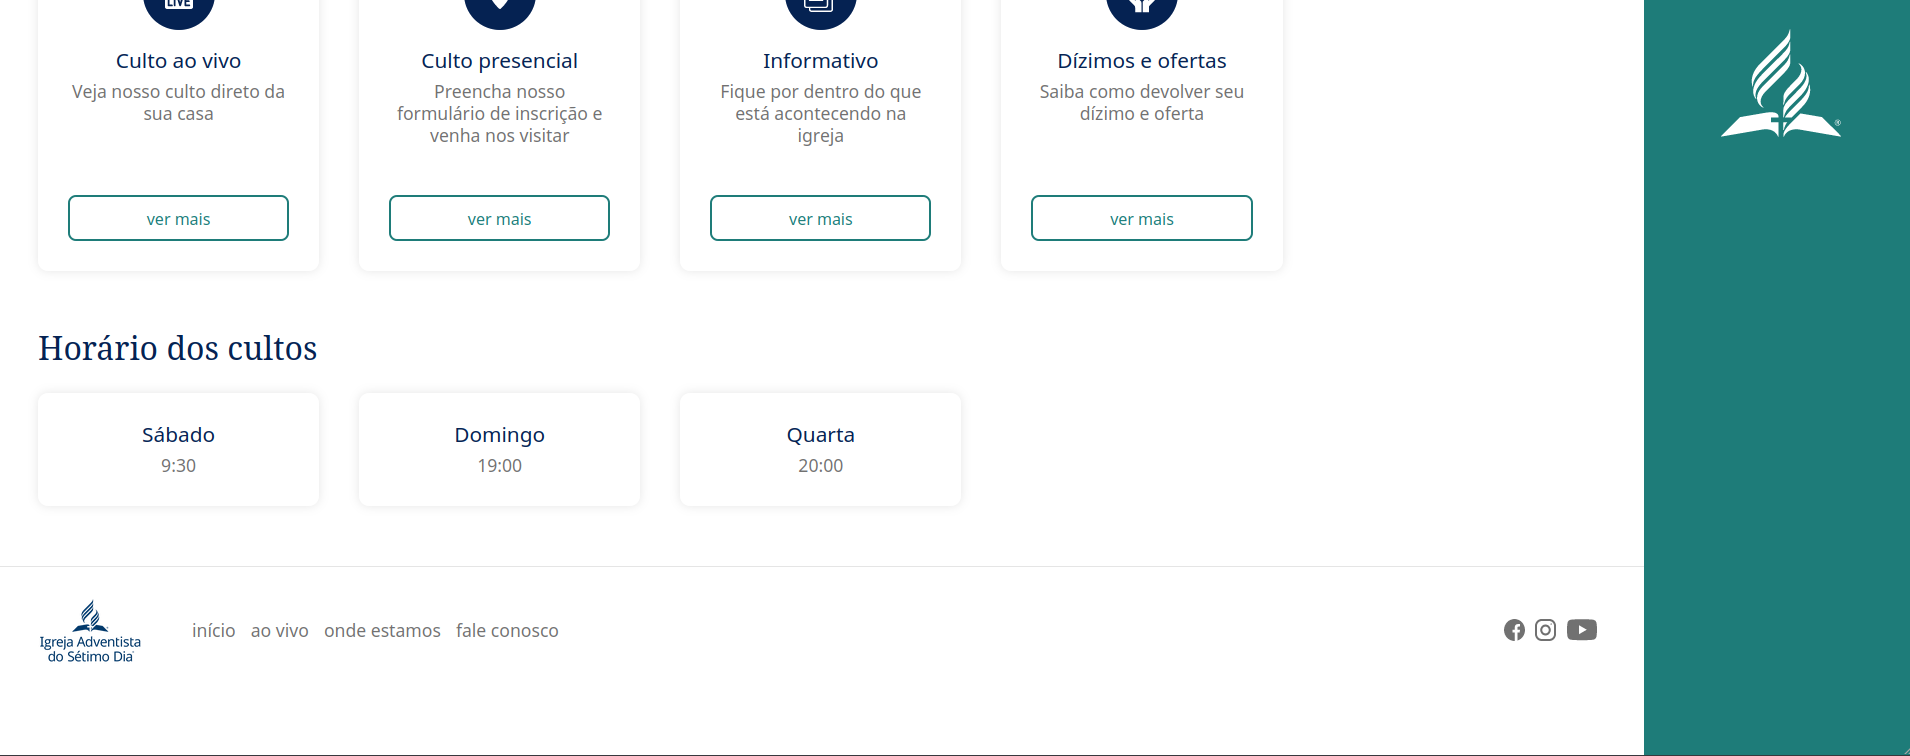 LIVE
Culto ao vivo
Veja nosso culto direto da
sua casa
ver mais
Culto presencial
Preencha nosso
formulário de inscrição e
venha nos visitar
ver mais
Informativo
Fique por dentro do que
está acontecendo na
igreja
ver mais
Dízimos e ofertas
Saiba como devolver seu
dízimo e oferta
ver mais
®
Horário dos cultos
Sábado
9:30
Domingo
19:00
Quarta
20:00
Igreja Adventista
do Sétimo Dia
início ao vivo onde estamos fale conosco